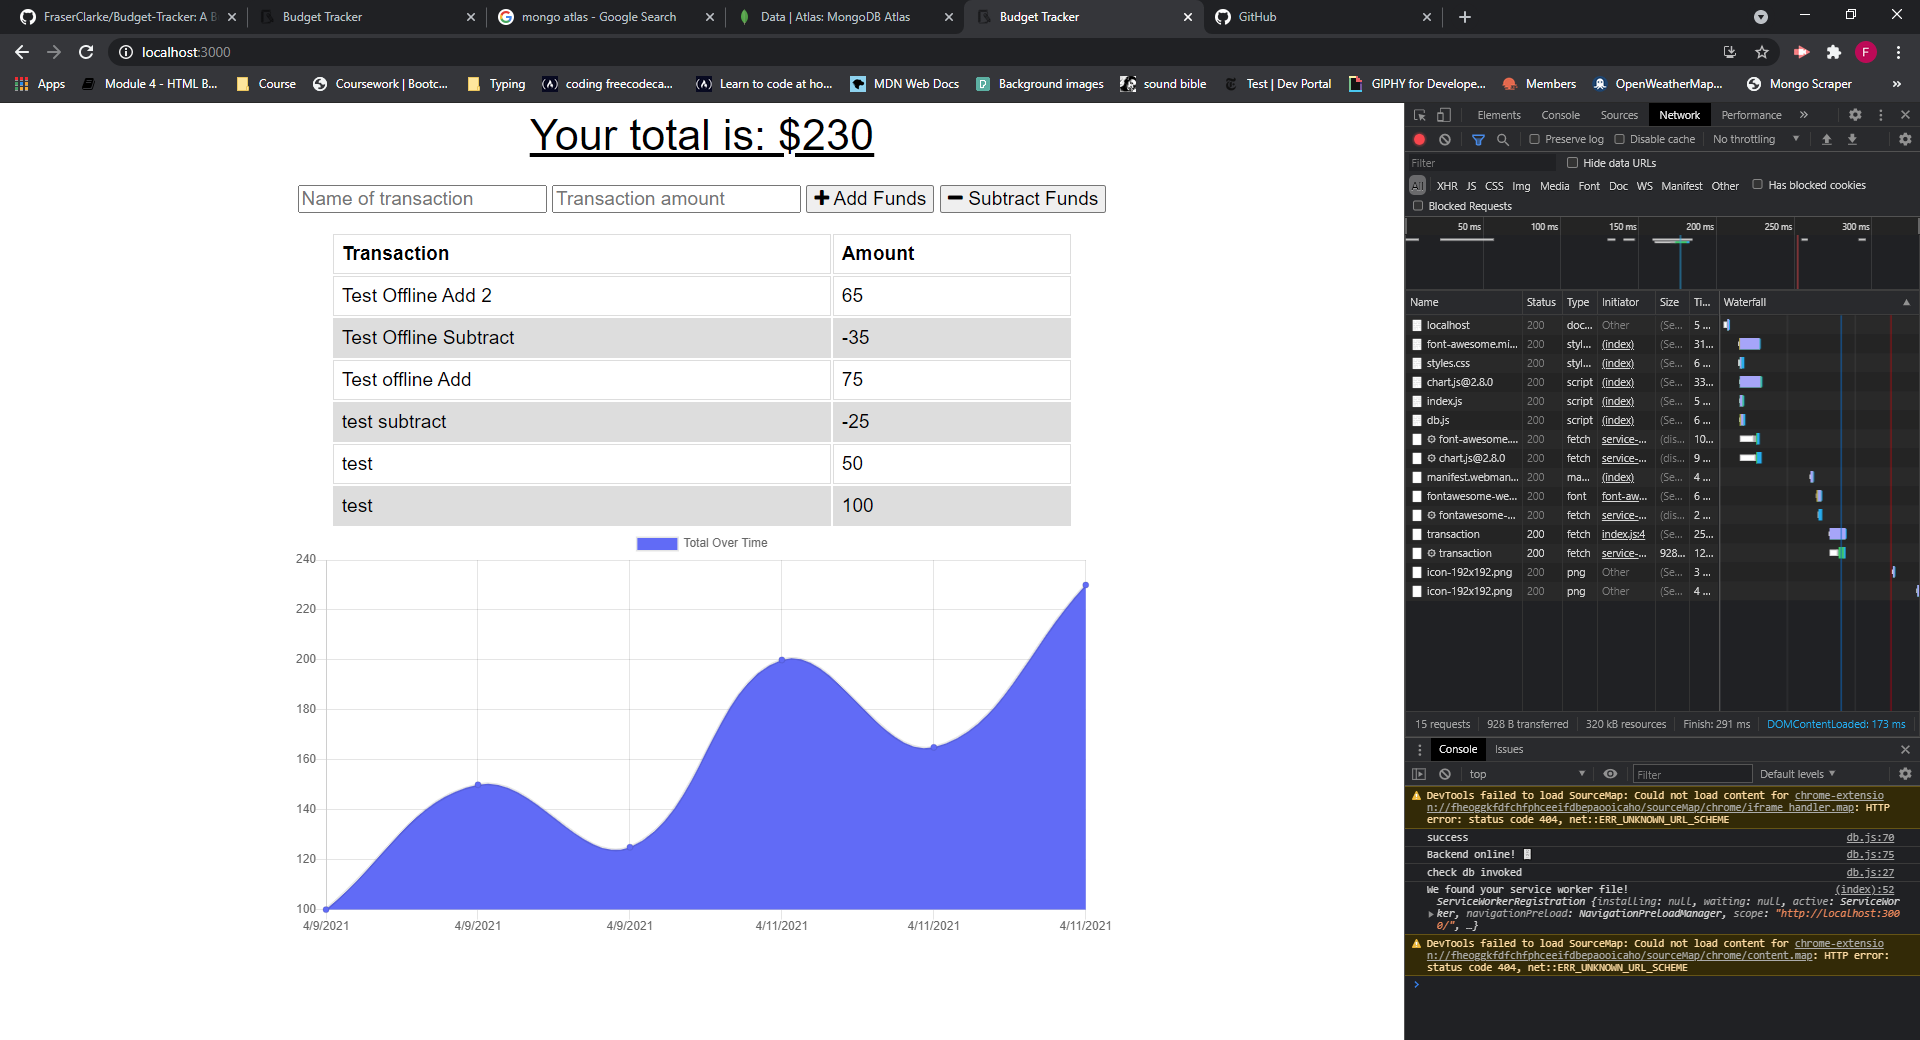 FraserClarke/Budget-Tracker: A B
Budget Tracker
mongo atlas - Google Search
Data | Atlas: MongoDB Atlas
Budget Tracker
GitHub
localhost:3000
F
Apps
Module 4 - HTML B...
Course
Coursework | Bootc...
Typing
coding freecodeca...
Learn to code at ho...
MDN Web Docs
Background images
sound bible
Test | Dev Portal
GIPHY for Develope...
Members
OpenWeatherMap...
Mongo Scraper
»
Your total is: $230
Name of transaction
Transaction amount
Add Funds
Subtract Funds
Transaction Amount
Test Offline Add 2 65
Test Offline Subtract -35
Test offline Add 75
test subtract -25
test 50
test 100
Total Over Time
240
220
200
180
160
140
120
100
4/9/2021 4/9/2021 4/9/2021 4/11/2021 4/11/2021 4/11/2021
Elements Console Sources Network Performance »
Preserve log Disable cache No throttling
Filter Hide data URLs
All XHR JS CSS Img Media Font Doc WS Manifest Other Has blocked cookies
Blocked Requests
50 ms 100 ms 150 ms 200 ms 250 ms 300 ms
Name Status Type Initiator Size Ti... Waterfall
localhost 200 doc... Other (Se... 5 ...
font-awesome.mi... 200 styl... (index) (Se... 31...
styles.css 200 styl... (index) (Se... 6 ...
chart.js@2.8.0 200 script (index) (Se... 33...
index.js 200 script (index) (Se... 5 ...
db.js 200 script (index) (Se... 6 ...
font-awesome.... 200 fetch service-... (dis... 10...
chart.js@2.8.0 200 fetch service-... (dis... 9 ...
manifest.webman... 200 ma... (index) (Se... 4 ...
fontawesome-we... 200 font font-aw... (Se... 6 ...
fontawesome-... 200 fetch service-... (dis... 2 ...
transaction 200 fetch index.js:4 (Se... 25...
transaction 200 fetch service-... 928... 12...
icon-192x192.png 200 png Other (Se... 3 ...
icon-192x192.png 200 png Other (Se... 4 ...
15 requests 928 B transferred 320 kB resources Finish: 291 ms DOMContentLoaded: 173 ms
Console Issues
top Filter Default levels
DevTools failed to load SourceMap: Could not load content for chrome-extensio
n://fheoggkfdfchfphceeifdbepaooicaho/sourceMap/chrome/iframe_handler.map: HTTP
error: status code 404, net::ERR_UNKNOWN_URL_SCHEME
success db.js:70
Backend online! db.js:75
check db invoked db.js:27
We found your service worker file! (index):52
ServiceWorkerRegistration {installing: null, waiting: null, active: ServiceWor
ker, navigationPreload: NavigationPreloadManager, scope: "http://localhost:300
0/", …}
DevTools failed to load SourceMap: Could not load content for chrome-extensio
n://fheoggkfdfchfphceeifdbepaooicaho/sourceMap/chrome/content.map: HTTP error:
status code 404, net::ERR_UNKNOWN_URL_SCHEME